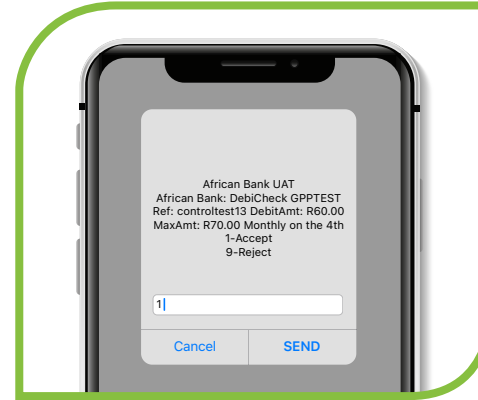 African Bank UAT
African Bank: DebiCheck GPPTEST
Ref: controltest13 DebitAmt: R60.00
MaxAmt: R70.00 Monthly on the 4th
1-Accept
9-Reject
1
Cancel SEND